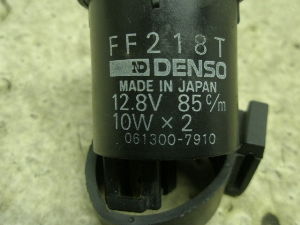 FF218T
ND DENSO
MADE IN JAPAN
12.8V 85c/m
10W × 2
061300-7910